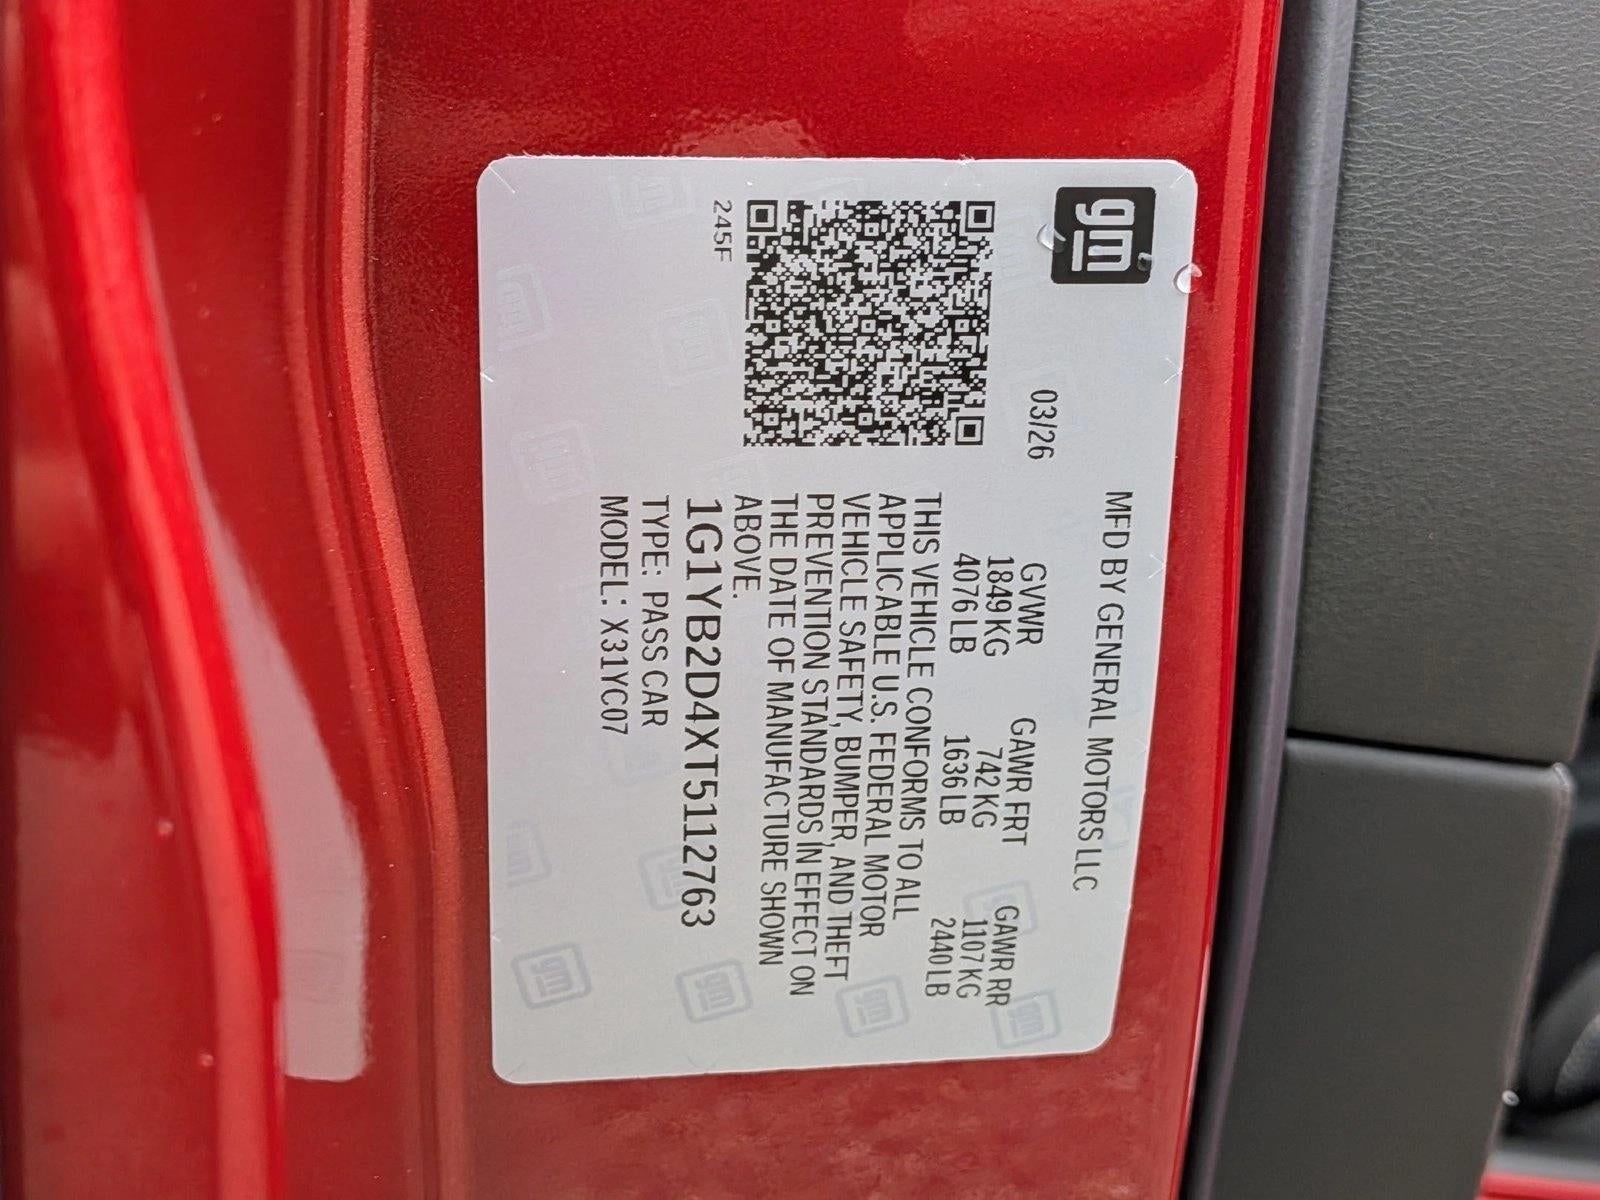 gm
MFD BY GENERAL MOTORS LLC
03/26
GVWR GAWR FRT GAWR RR
1849 KG 742 KG 1107 KG
4076 LB 1636 LB 2440 LB
THIS VEHICLE CONFORMS TO ALL
APPLICABLE U.S. FEDERAL MOTOR
VEHICLE SAFETY, BUMPER, AND THEFT
PREVENTION STANDARDS IN EFFECT ON
THE DATE OF MANUFACTURE SHOWN
ABOVE.
1G1YB2D4XT5112763
TYPE: PASS CAR
MODEL: X31YC07
245F